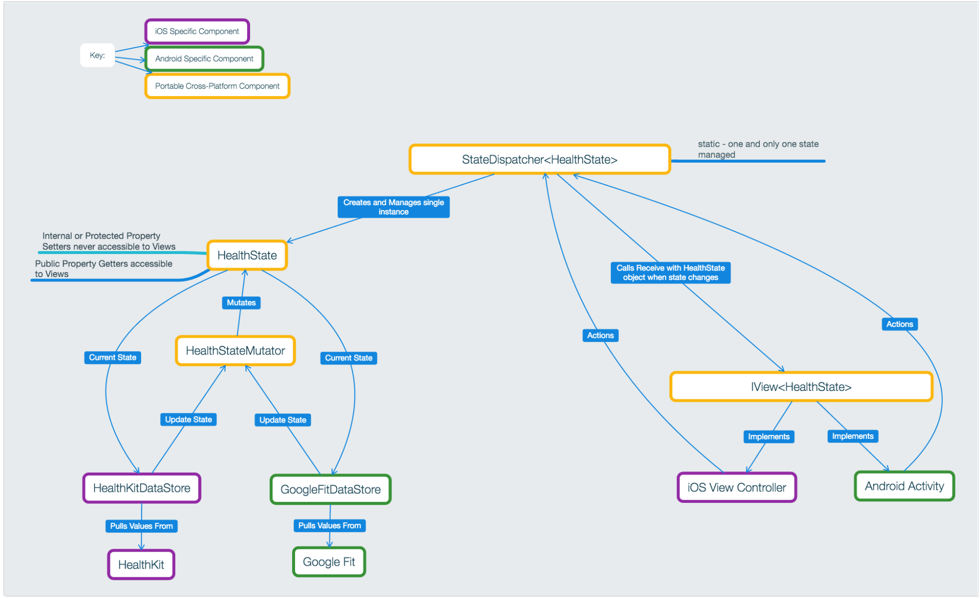 iOS Specific Component
Key:
Android Specific Component
Portable Cross-Platform Component
StateDispatcher<HealthState>
static - one and only one state
managed
Creates and Manages single
instance
Internal or Protected Property
Setters never accessible to Views
Public Property Getters accessible
to Views
HealthState
Calls Receive with HealthState
object when state changes
Mutates
Actions
Actions
Current State
HealthStateMutator
Current State
IView<HealthState>
Update State
Update State
Implements
Implements
HealthKitDataStore
GoogleFitDataStore
iOS View Controller
Android Activity
Pulls Values From
Pulls Values From
HealthKit
Google Fit